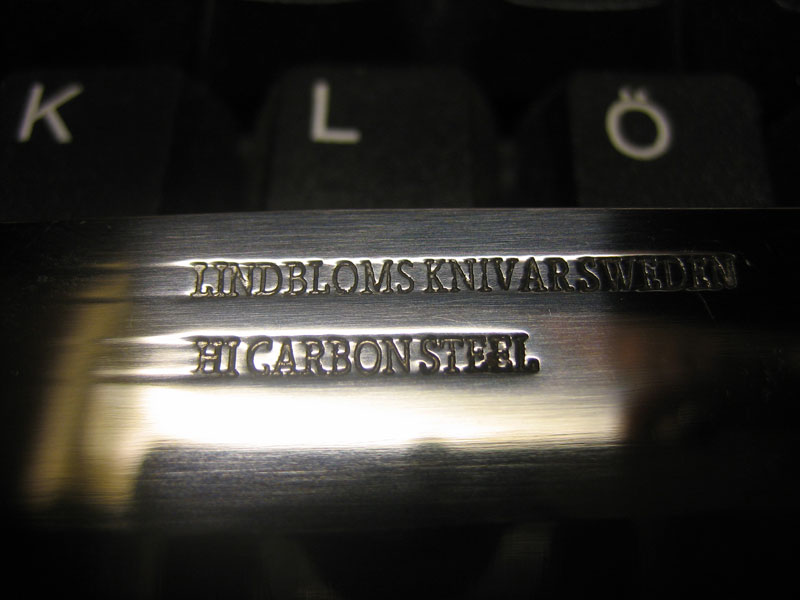 K L Ö
LINDBLOMS KNIVAR SWEDEN
HI CARBON STEEL